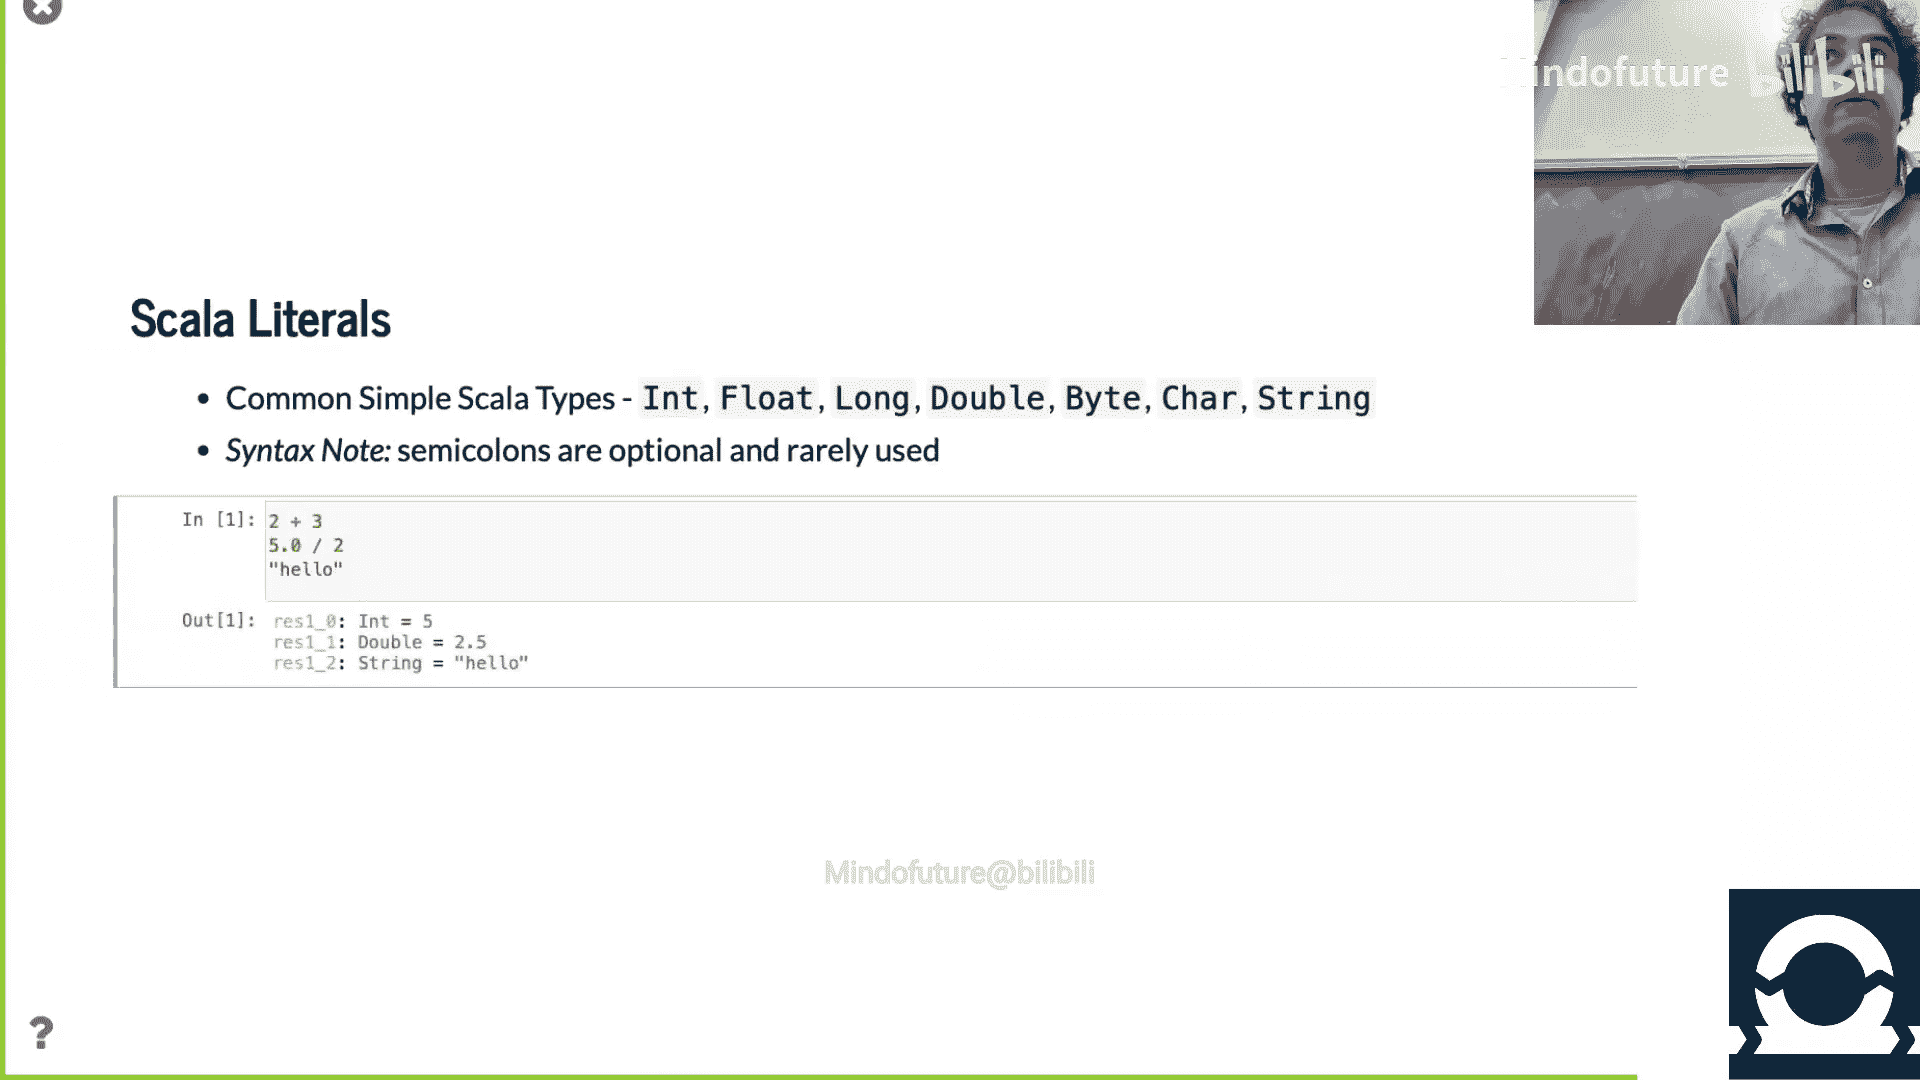 indofuture bilibili
Scala Literals
• Common Simple Scala Types - Int, Float, Long, Double, Byte, Char, String
• Syntax Note: semicolons are optional and rarely used
In [1]: 2 + 3
5.0 / 2
"hello"
Out[1]: res1_0: Int = 5
res1_1: Double = 2.5
res1_2: String = "hello"
Mindofuture@bilibili
?